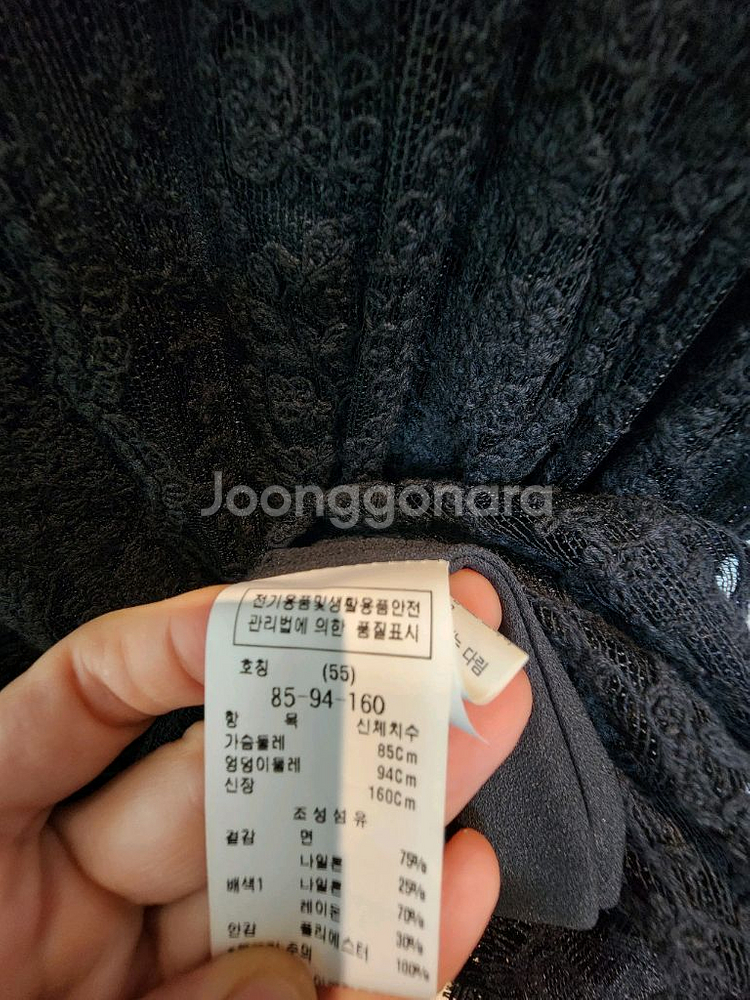 Joonggonara
전기용품및생활용품안전
관리법에 의한 품질표시
는 다림
호칭 (55)
85-94-160
항 목 신체치수
가슴둘레 85Cm
엉덩이둘레 94Cm
신장 160Cm
조성섬유
겉감 면 75%
나일론 25%
배색1 나일론 70%
레이온 30%
안감 폴리에스터 100%